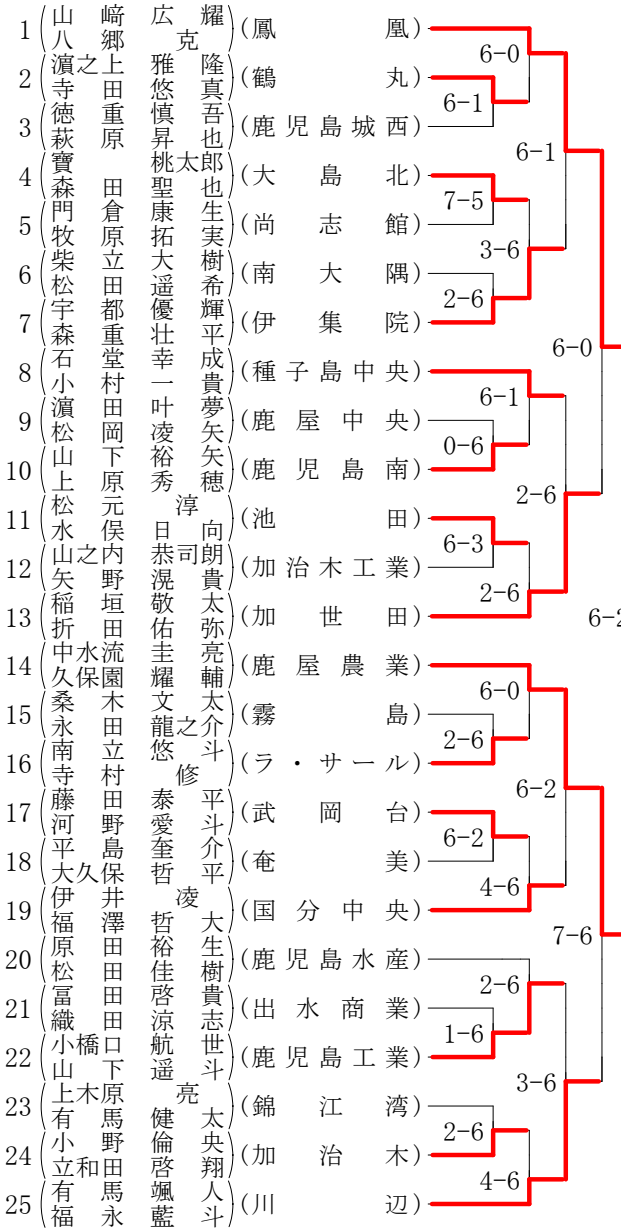 1 (山﨑広耀 八郷克) (鳳凰)
2 (濵之上雅隆 寺田悠真) (鶴丸)
3 (徳重慎吾 萩原昇也) (鹿児島城西)
4 (寶桃太郎 森田聖也) (大島北)
5 (門倉康生 牧原拓実) (尚志館)
6 (柴立大樹 松田遥希) (南大隅)
7 (宇都優輝 森重壮平) (伊集院)
8 (石堂幸成 小村一貴) (種子島中央)
9 (濵田叶夢 松岡凌矢) (鹿屋中央)
10 (山下裕矢 上原秀穂) (鹿児島南)
11 (松元淳 水俣日向) (池田)
12 (山之内恭司朗 矢野滉貴) (加治木工業)
13 (稲垣敬太 折田佑弥) (加世田)
14 (中水流圭亮 久保園耀輔) (鹿屋農業)
15 (桑木文太 永田龍之介) (霧島)
16 (南立悠斗 寺村修) (ラ・サール)
17 (藤田泰平 河野愛斗) (武岡台)
18 (平島奎介 大久保哲平) (奄美)
19 (伊井凌 福澤哲大) (国分中央)
20 (原田裕生 松田佳樹) (鹿児島水産)
21 (冨田啓貴 織田涼志) (出水商業)
22 (小橋口航世 山下遥斗) (鹿児島工業)
23 (上木原亮 有馬健太) (錦江湾)
24 (小野倫央 立和田啓翔) (加治木)
25 (有馬颯人 福永藍斗) (川辺)
6-0
6-1
6-1
7-5
3-6
2-6
6-0
6-1
0-6
2-6
6-3
2-6
6-2
6-0
2-6
6-2
6-2
4-6
7-6
2-6
1-6
3-6
2-6
4-6